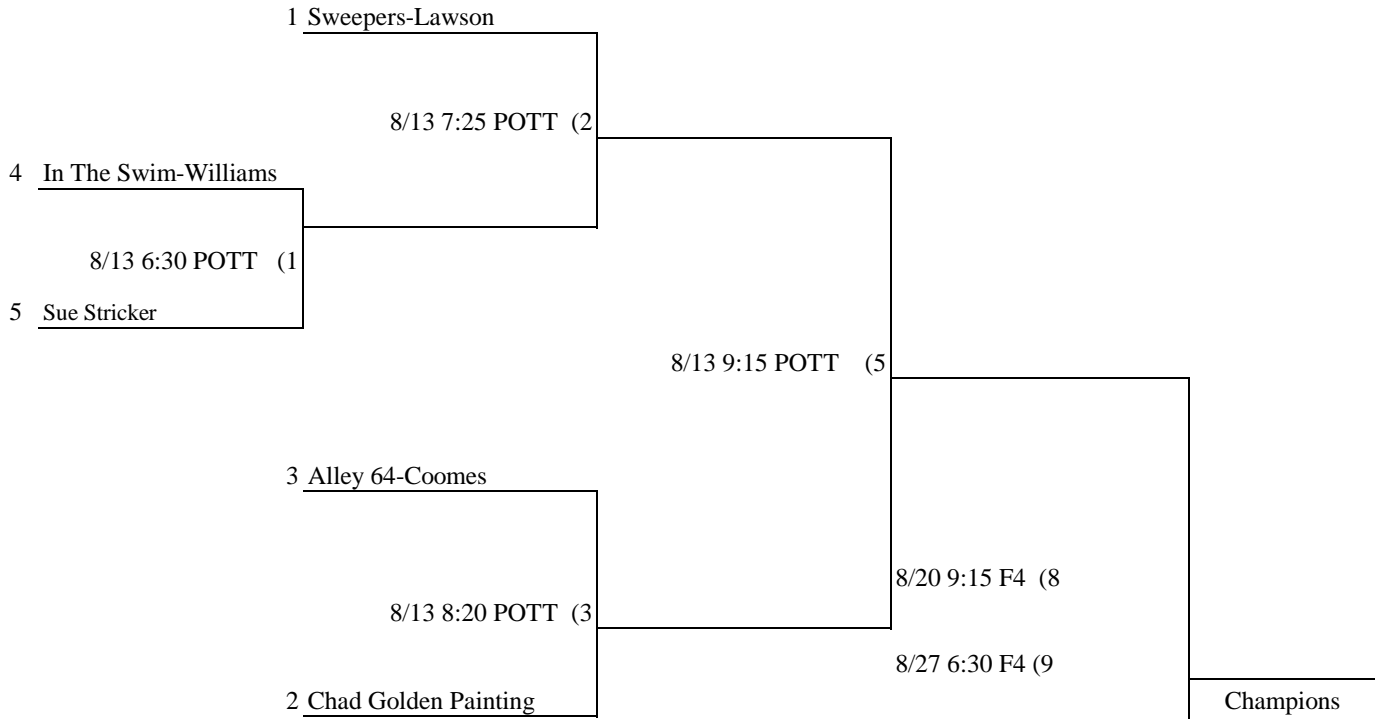 1 Sweepers-Lawson
8/13 7:25 POTT (2
4 In The Swim-Williams
8/13 6:30 POTT (1
5 Sue Stricker
8/13 9:15 POTT (5
3 Alley 64-Coomes
8/20 9:15 F4 (8
8/13 8:20 POTT (3
8/27 6:30 F4 (9
2 Chad Golden Painting
Champions